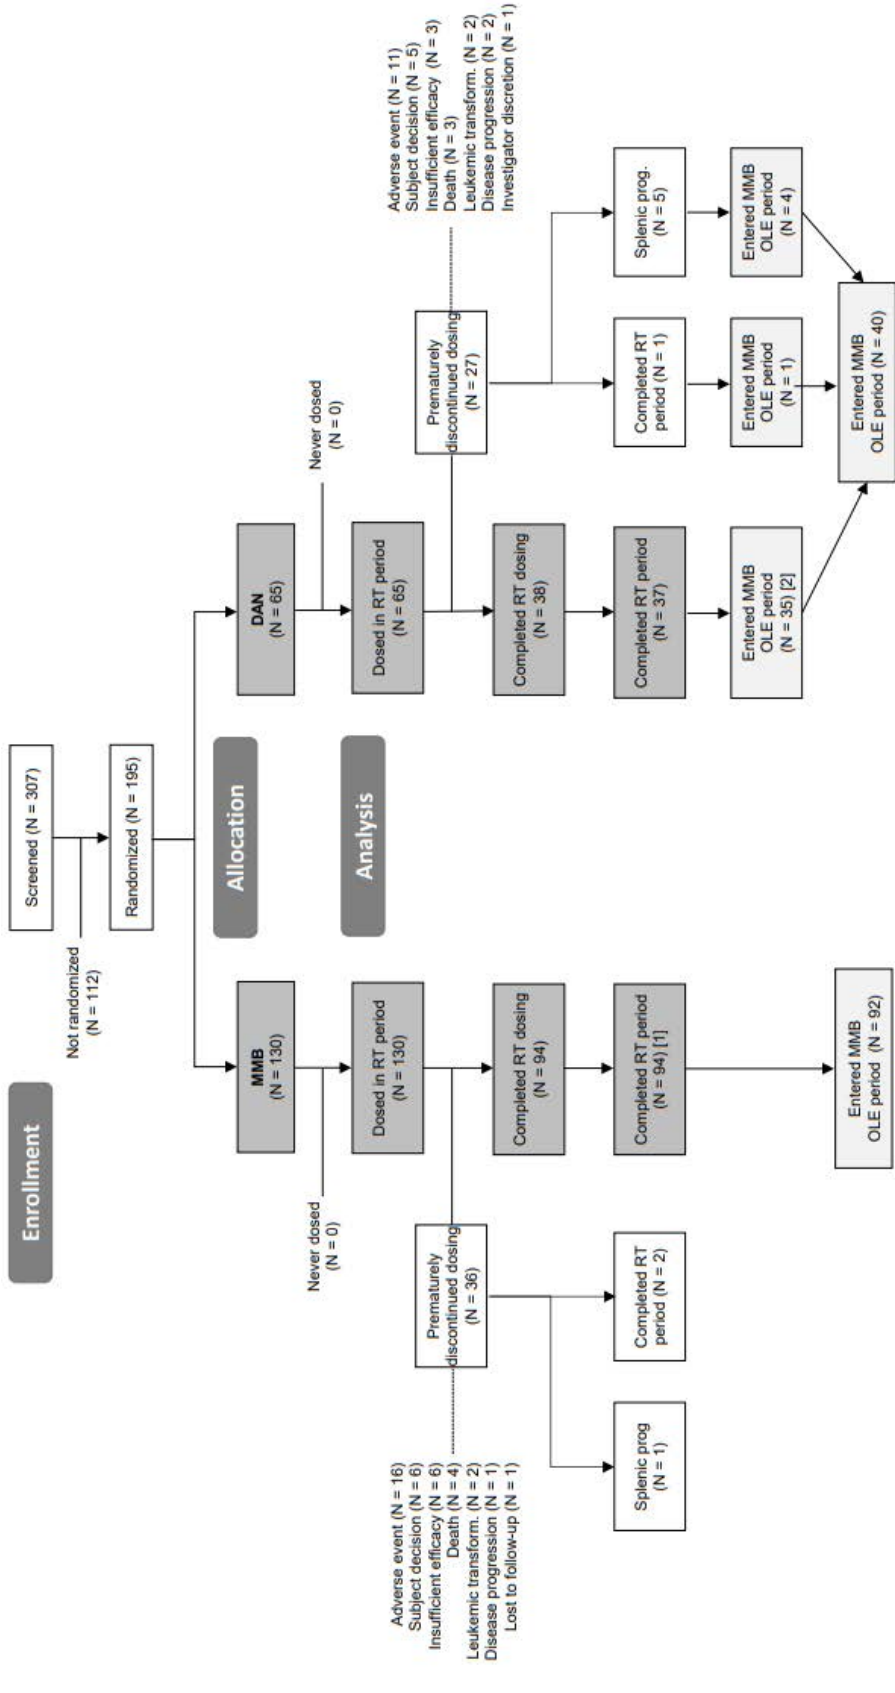 Enrollment
Screened (N = 307)
Not randomized
(N = 112)
Randomized (N = 195)
Allocation
MMB
(N = 130)
DAN
(N = 65)
Never dosed
(N = 0)
Never dosed
(N = 0)
Analysis
Dosed in RT period
(N = 130)
Dosed in RT period
(N = 65)
Adverse event (N = 16)
Subject decision (N = 6)
Insufficient efficacy (N = 6)
Death (N = 4)
Leukemic transform. (N = 2)
Disease progression (N = 1)
Lost to follow-up (N = 1)
Prematurely
discontinued dosing
(N = 36)
Prematurely
discontinued dosing
(N = 27)
Adverse event (N = 11)
Subject decision (N = 5)
Insufficient efficacy (N = 3)
Death (N = 3)
Leukemic transform. (N = 2)
Disease progression (N = 2)
Investigator discretion (N = 1)
Completed RT dosing
(N = 94)
Completed RT dosing
(N = 38)
Splenic prog
(N = 1)
Completed RT
period (N = 2)
Completed RT period
(N = 94) [1]
Completed RT period
(N = 37)
Completed RT
period (N = 1)
Splenic prog.
(N = 5)
Entered MMB
OLE period
(N = 35) [2]
Entered MMB
OLE period
(N = 1)
Entered MMB
OLE period
(N = 4)
Entered MMB
OLE period (N = 92)
Entered MMB
OLE period (N = 40)